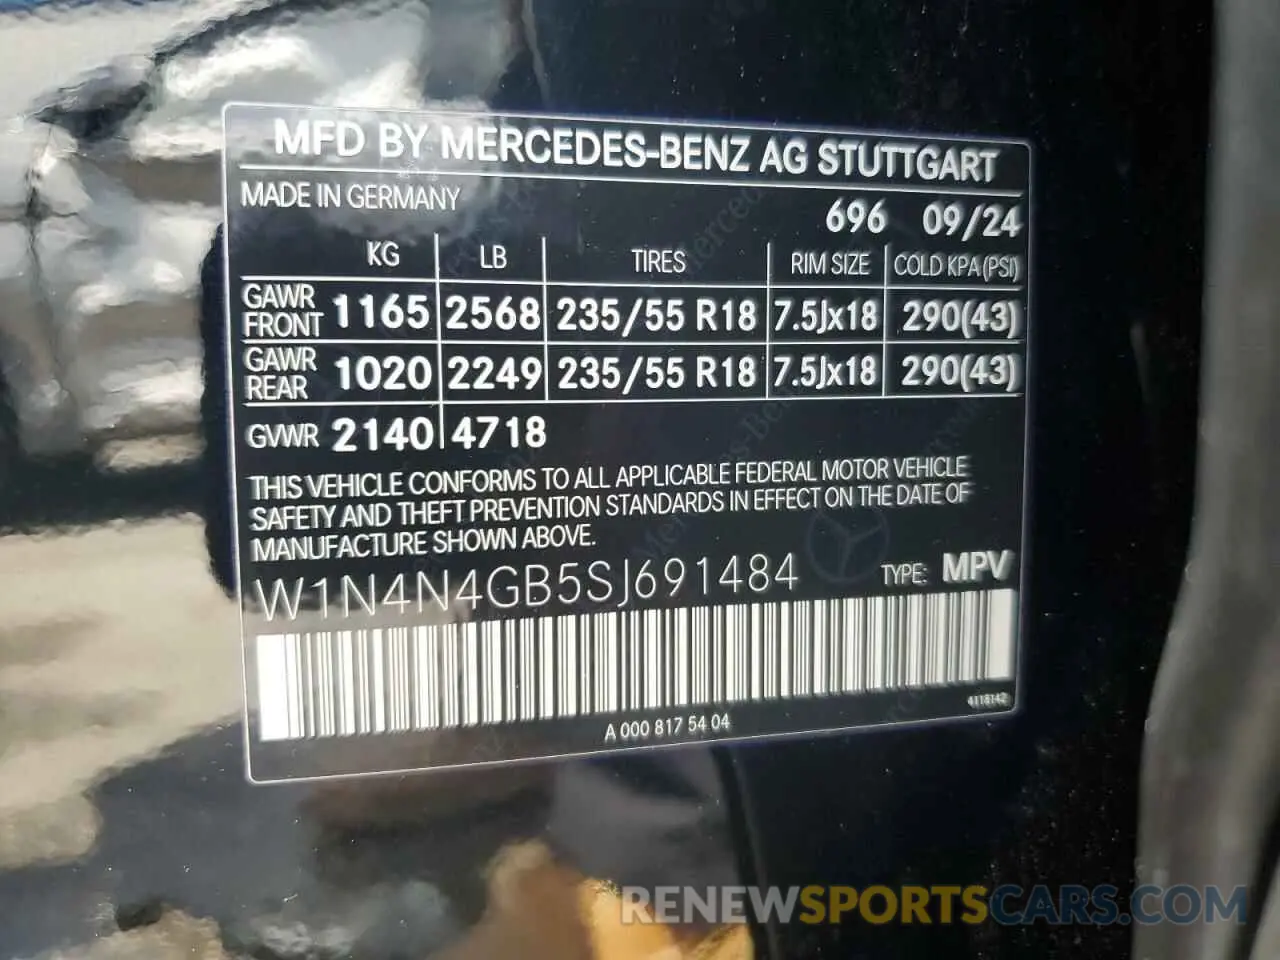 MFD BY MERCEDES-BENZ AG STUTTGART
MADE IN GERMANY
696 09/24
KG LB TIRES RIM SIZE COLD KPA(PSI)
GAWR FRONT 1165 2568 235/55 R18 7.5Jx18 290(43)
GAWR REAR 1020 2249 235/55 R18 7.5Jx18 290(43)
GVWR 2140 4718
THIS VEHICLE CONFORMS TO ALL APPLICABLE FEDERAL MOTOR VEHICLE
SAFETY AND THEFT PREVENTION STANDARDS IN EFFECT ON THE DATE OF
MANUFACTURE SHOWN ABOVE.
W1N4N4GB5SJ691484 TYPE: MPV
4118142
A 000 817 54 04
RENEWSPORTSCARS.COM